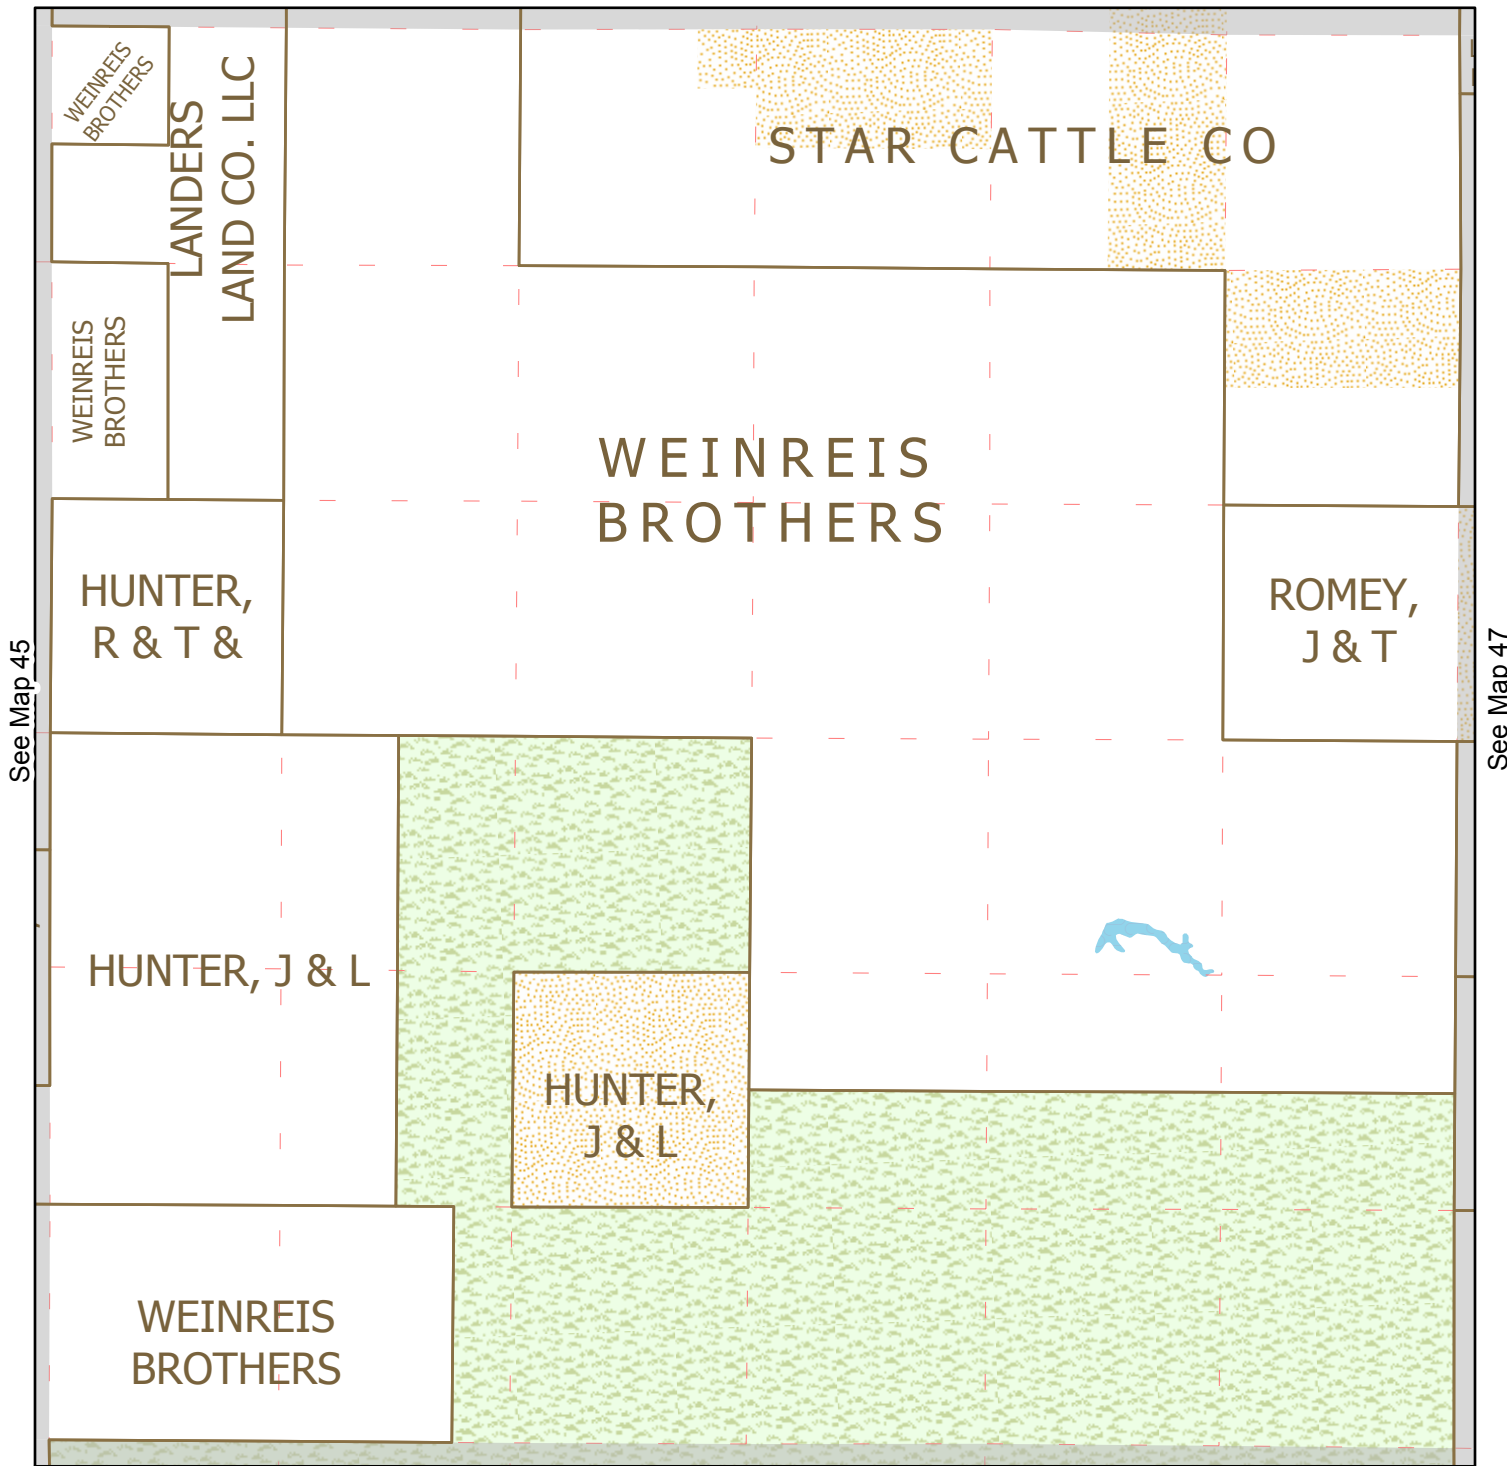 WEINREIS
BROTHERS
LANDERS
LAND CO. LLC
STAR CATTLE CO
WEINREIS
BROTHERS
WEINREIS
BROTHERS
HUNTER,
R & T &
ROMEY,
J & T
See Map 45
See Map 47
HUNTER, J & L
HUNTER,
J & L
WEINREIS
BROTHERS